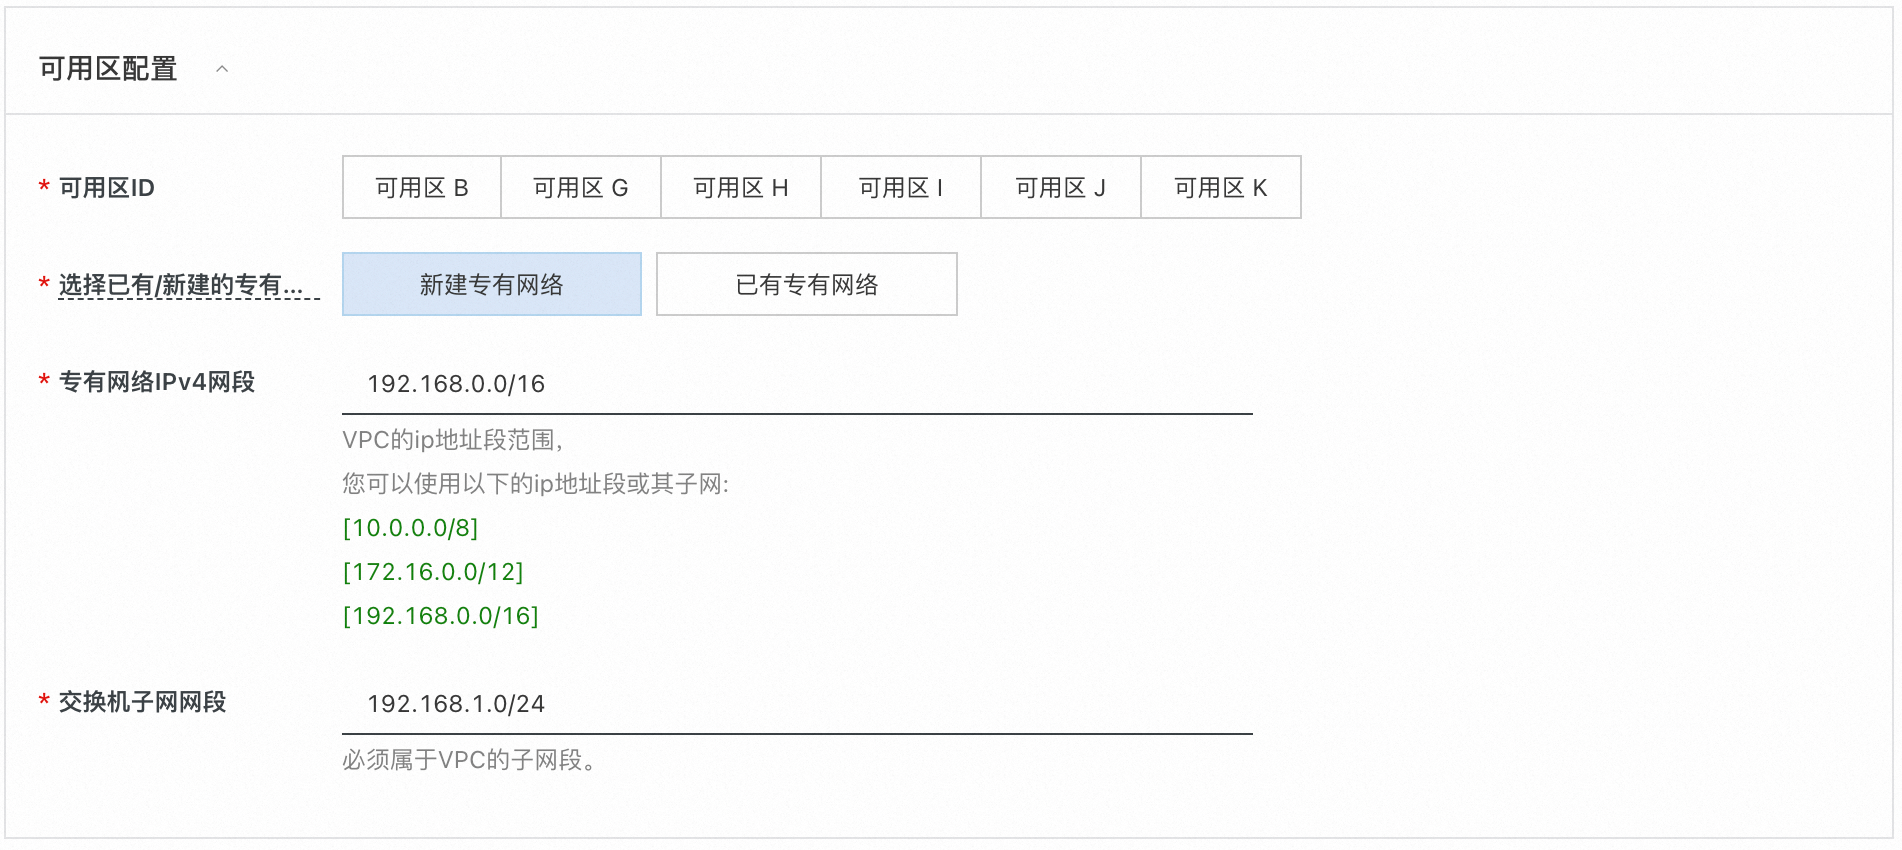 可用区配置
* 可用区ID
可用区 B 可用区 G 可用区 H 可用区 I 可用区 J 可用区 K
* 选择已有/新建的专有...
新建专有网络 已有专有网络
* 专有网络IPv4网段
192.168.0.0/16
VPC的ip地址段范围,
您可以使用以下的ip地址段或其子网:
[10.0.0.0/8]
[172.16.0.0/12]
[192.168.0.0/16]
* 交换机子网网段
192.168.1.0/24
必须属于VPC的子网段。